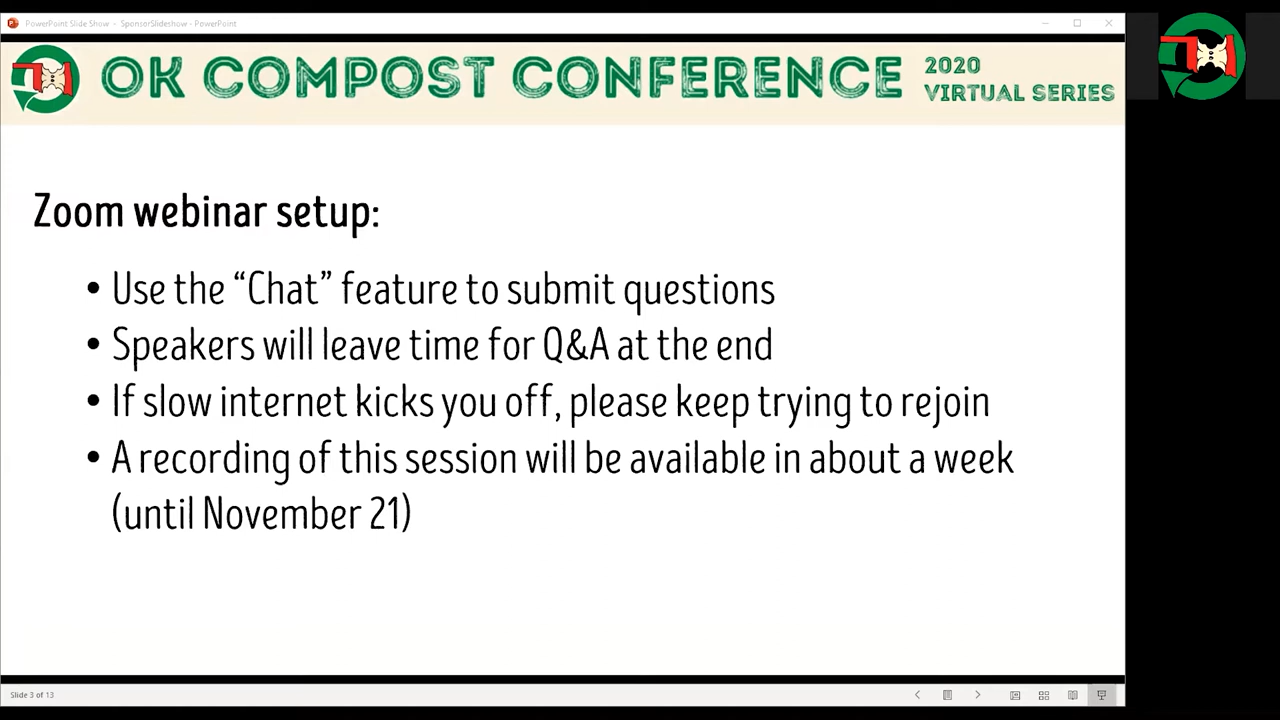 PowerPoint Slide Show - SponsorSlideshow - PowerPoint
OK COMPOST CONFERENCE
2020
VIRTUAL SERIES
Zoom webinar setup:
• Use the “Chat” feature to submit questions
• Speakers will leave time for Q&A at the end
• If slow internet kicks you off, please keep trying to rejoin
• A recording of this session will be available in about a week
(until November 21)
Slide 3 of 13